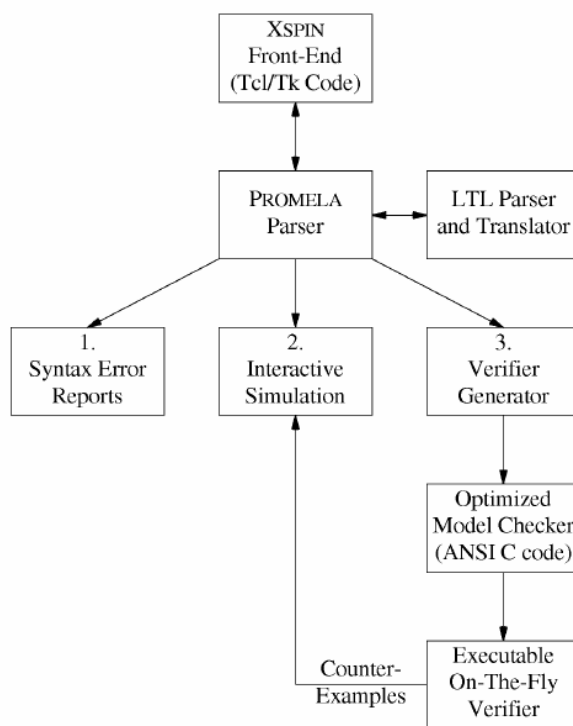 XSPIN
Front-End
(Tcl/Tk Code)
PROMELA
Parser
LTL Parser
and Translator
1.
Syntax Error
Reports
2.
Interactive
Simulation
3.
Verifier
Generator
Optimized
Model Checker
(ANSI C code)
Counter-
Examples
Executable
On-The-Fly
Verifier